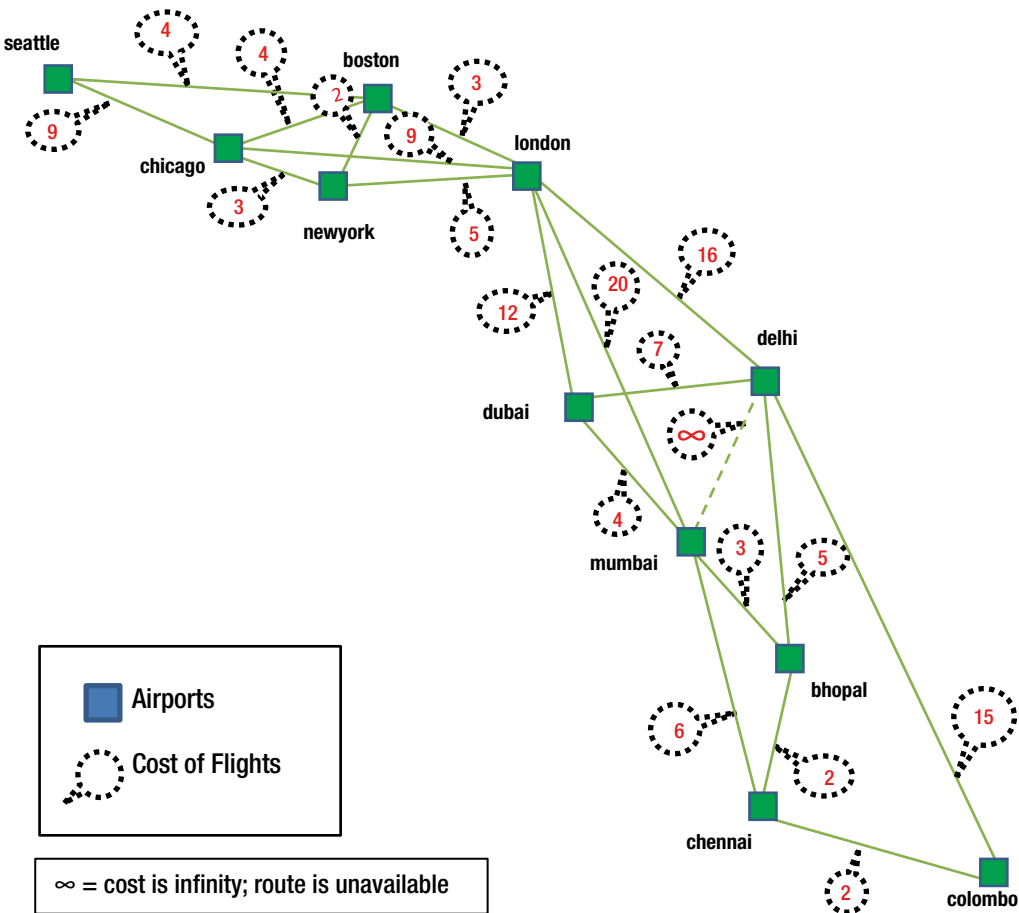 4
seattle
4
boston
3
2
9
9
london
chicago
3
newyork
5
16
20
12
delhi
7
dubai
∞
4
3
5
mumbai
bhopal
6
15
2
chennai
2
colombo
Airports
Cost of Flights
∞ = cost is infinity; route is unavailable